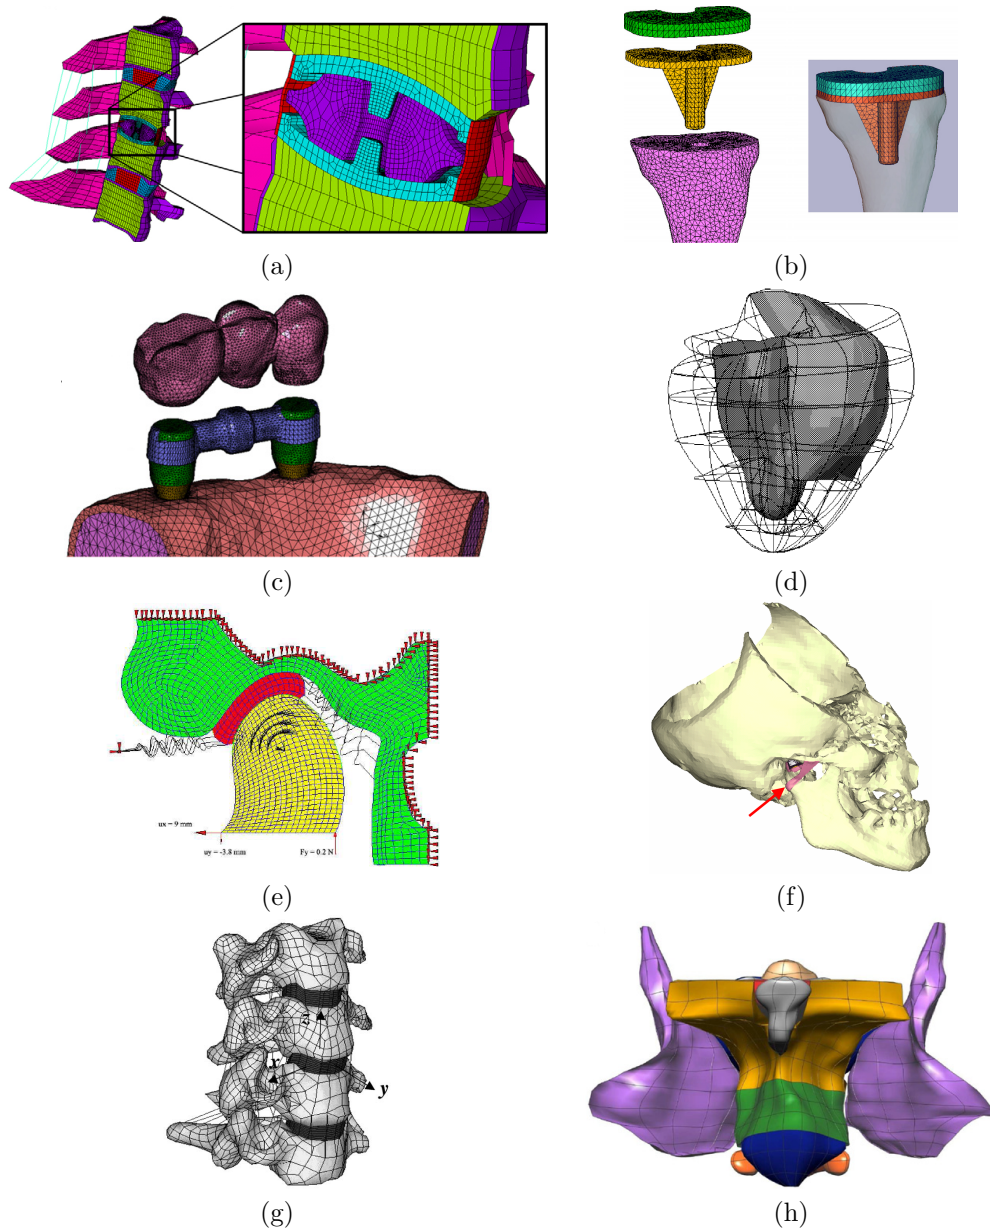 (a)
(b)
(c)
(d)
ux = 9 mm
uy = -3.8 mm
Fy = 0.2 N
(e)
(f)
z
x
y
(g)
(h)